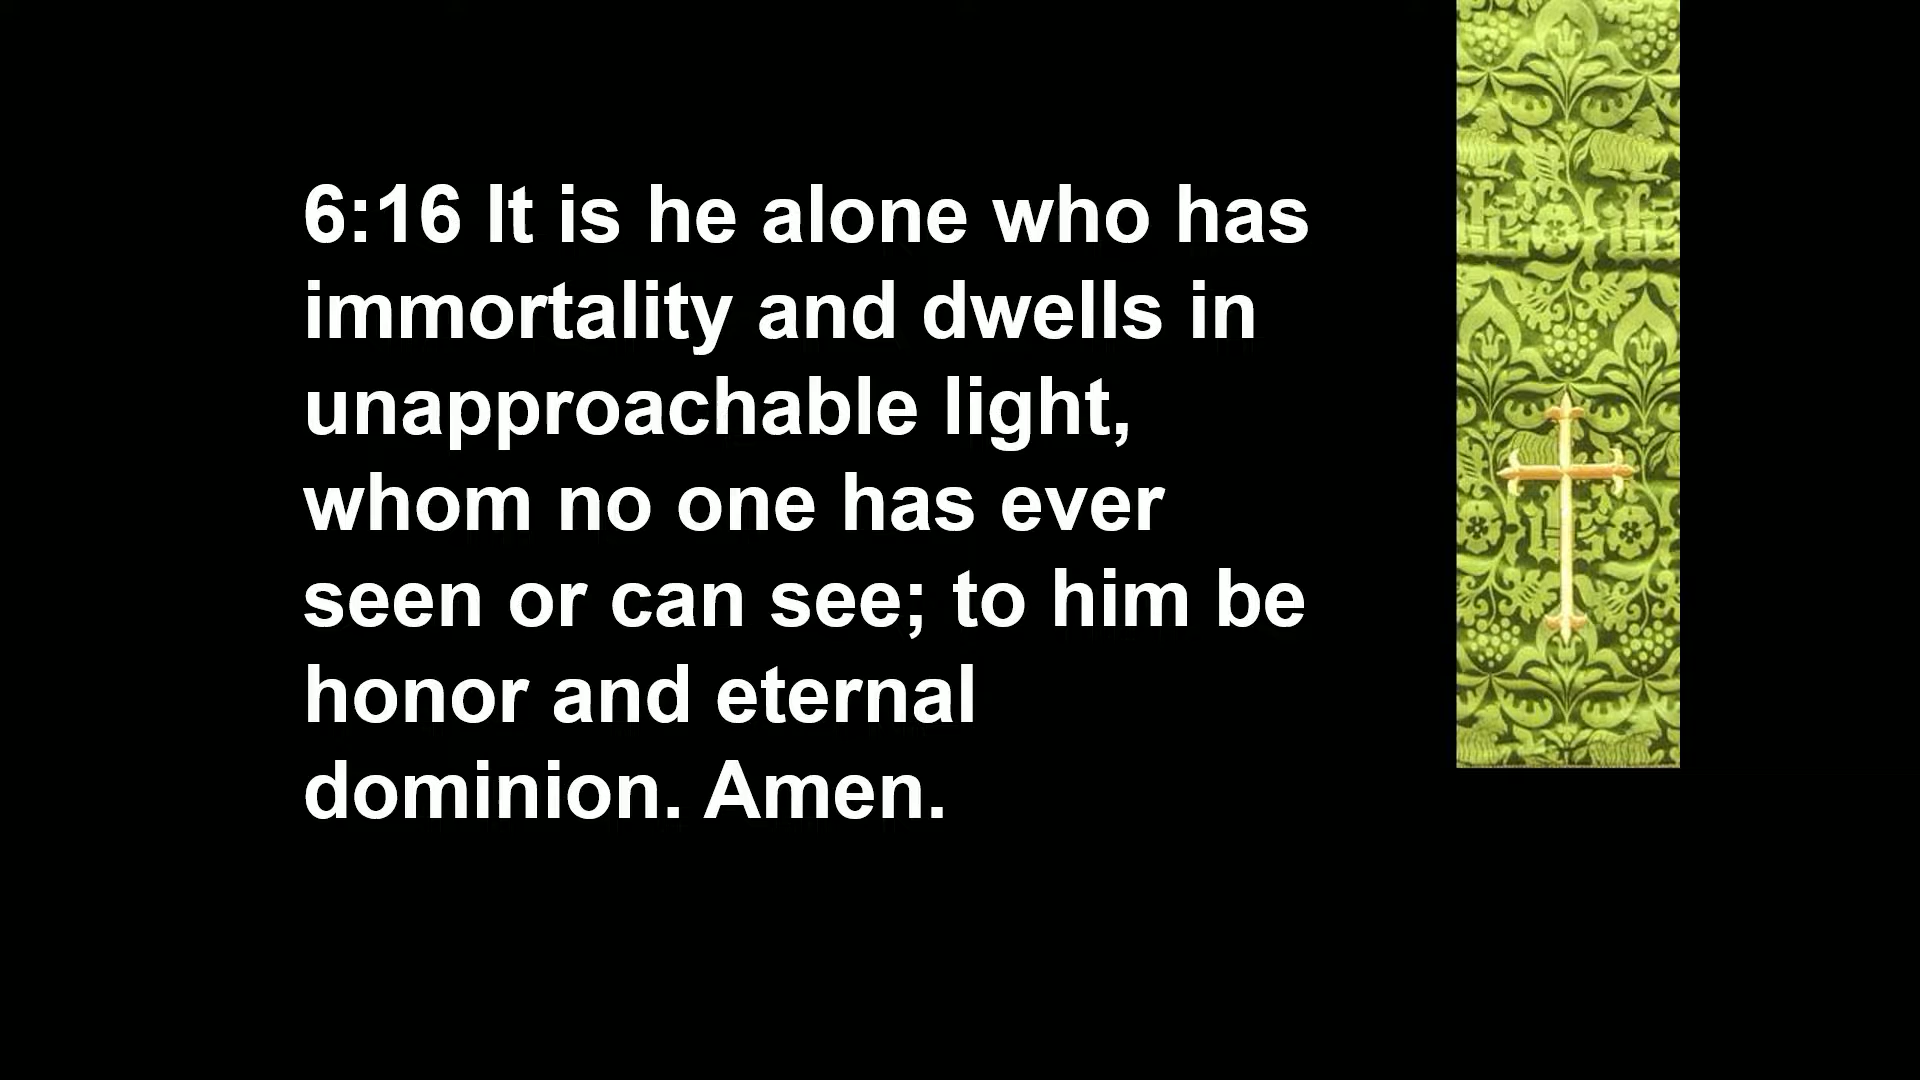 6:16 It is he alone who has
immortality and dwells in
unapproachable light,
whom no one has ever
seen or can see; to him be
honor and eternal
dominion. Amen.